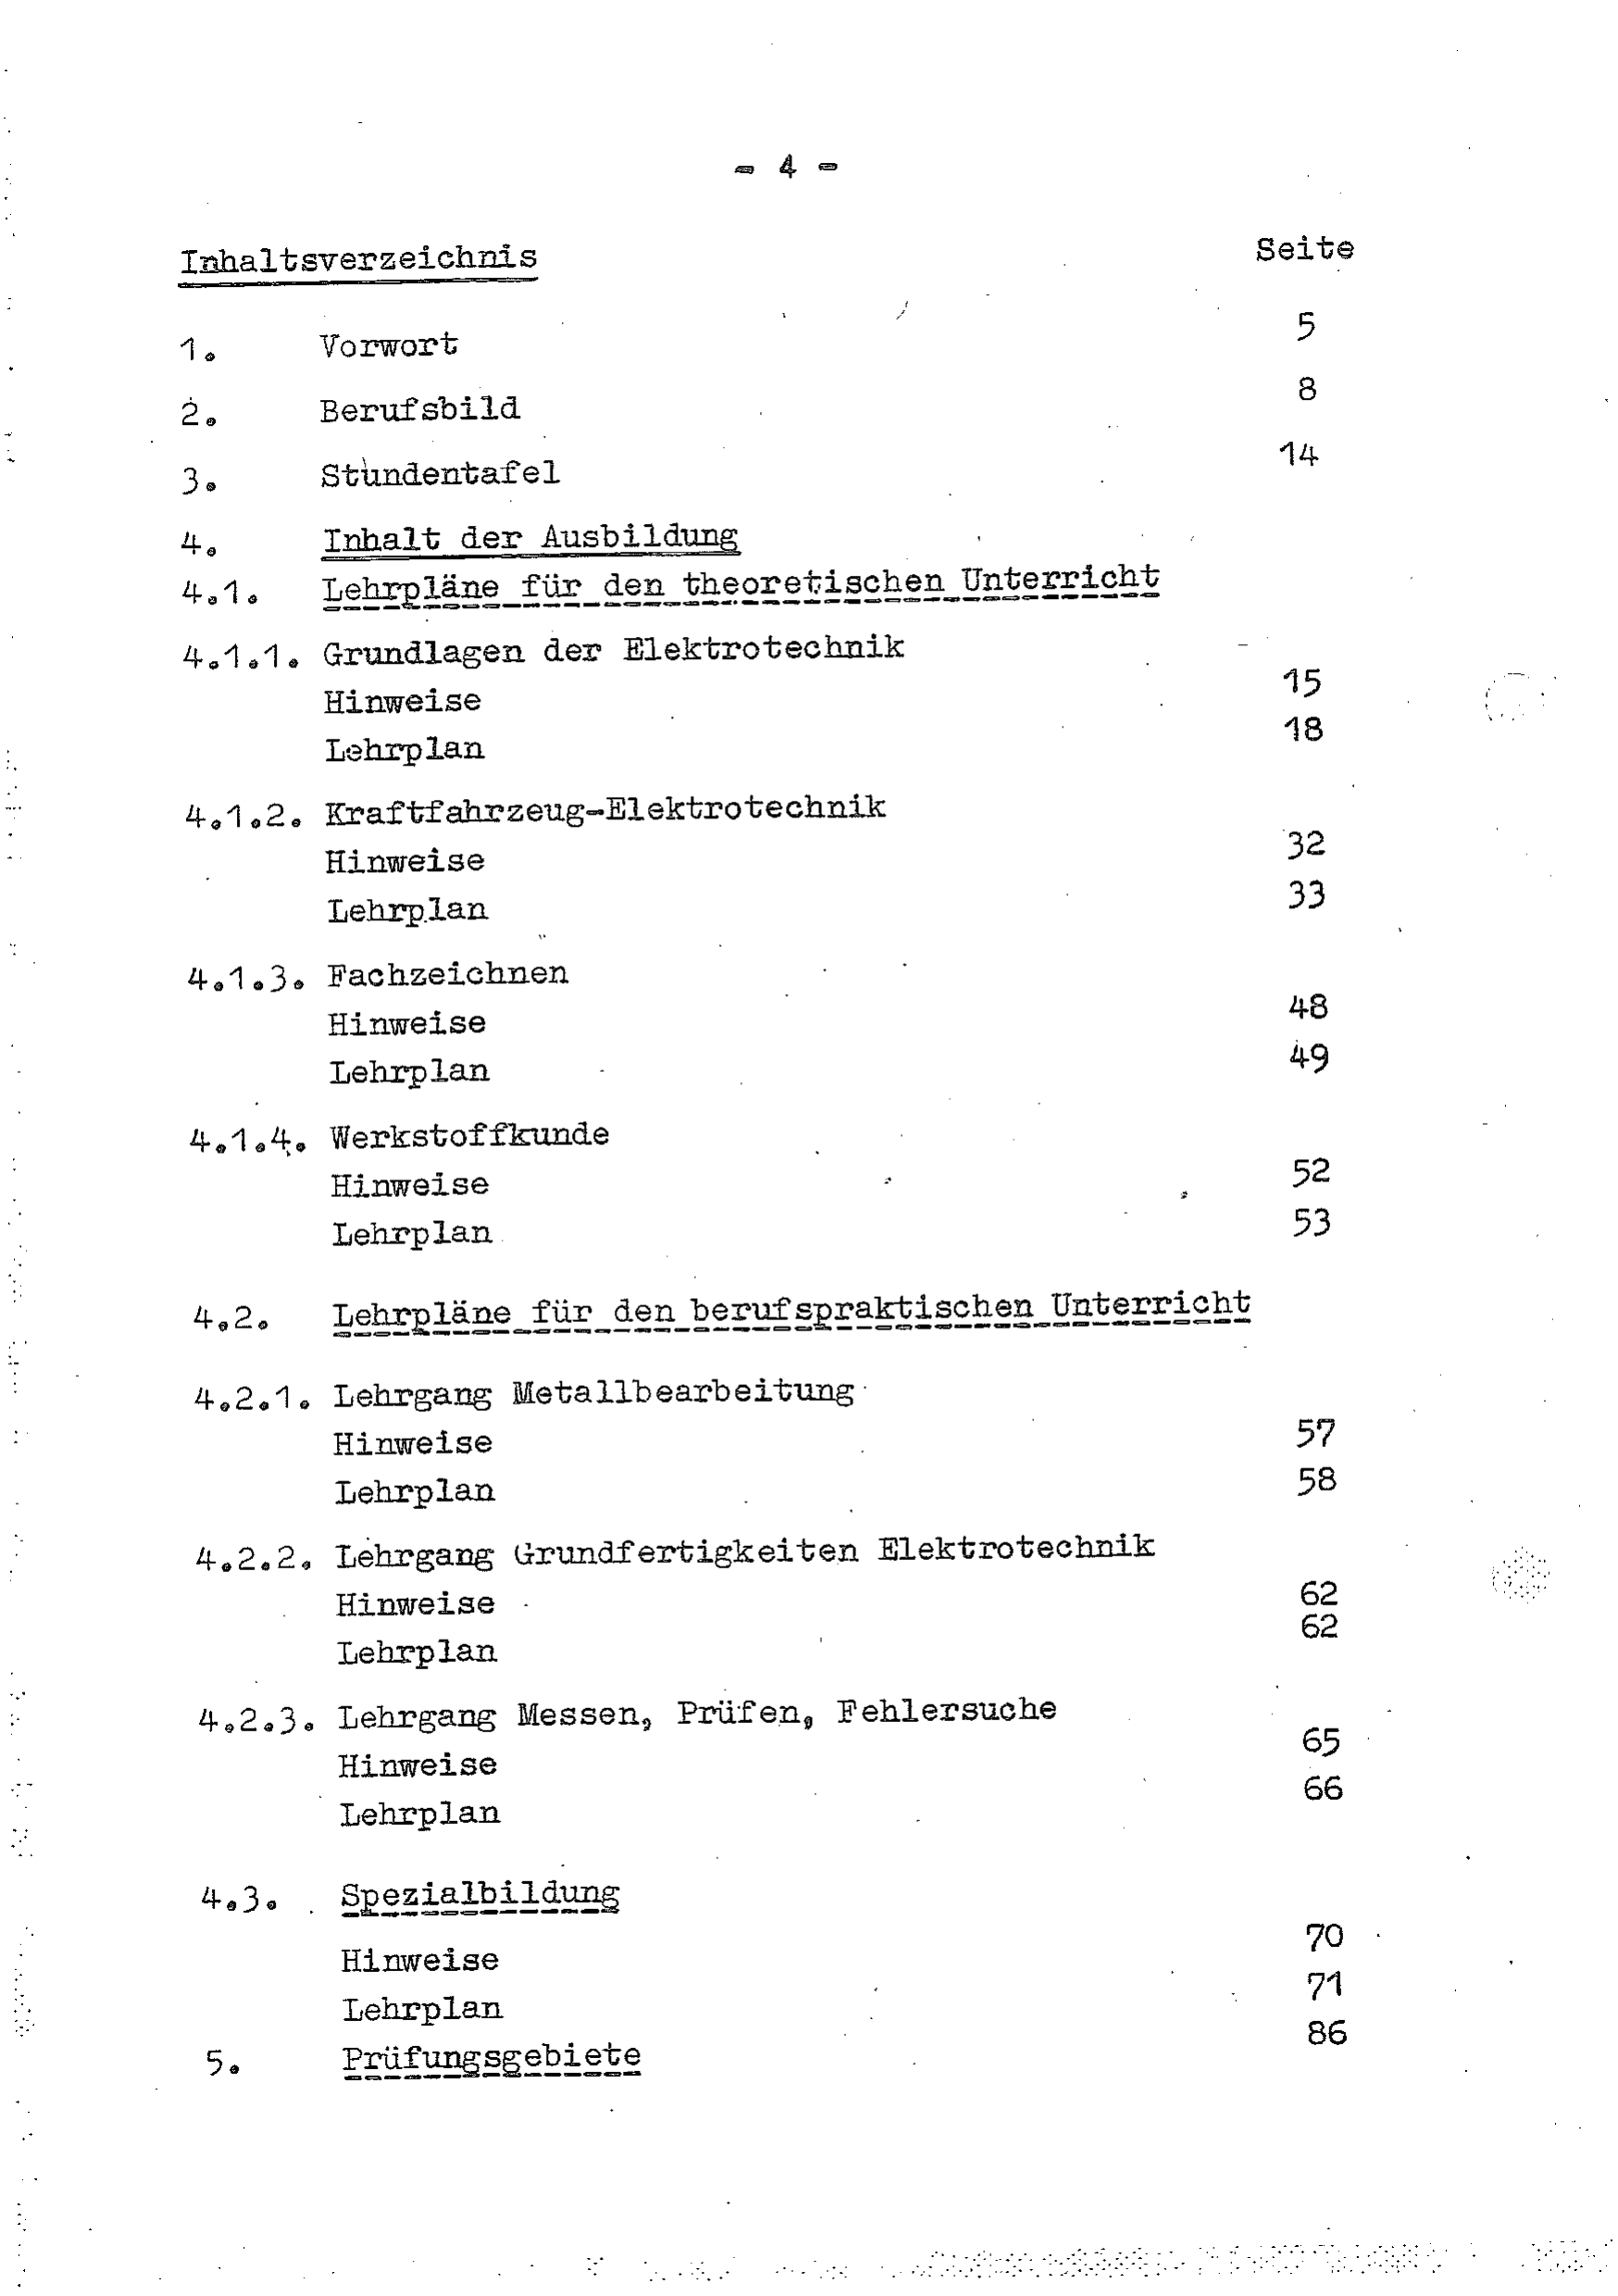 - 4 -
Inhaltsverzeichnis Seite
1. Vorwort 5
2. Berufsbild 8
3. Stundentafel 14
4. Inhalt der Ausbildung
4.1. Lehrpläne für den theoretischen Unterricht
4.1.1. Grundlagen der Elektrotechnik
Hinweise 15
Lehrplan 18
4.1.2. Kraftfahrzeug-Elektrotechnik
Hinweise 32
Lehrplan 33
4.1.3. Fachzeichnen
Hinweise 48
Lehrplan 49
4.1.4. Werkstoffkunde
Hinweise 52
Lehrplan 53
4.2. Lehrpläne für den berufspraktischen Unterricht
4.2.1. Lehrgang Metallbearbeitung
Hinweise 57
Lehrplan 58
4.2.2. Lehrgang Grundfertigkeiten Elektrotechnik
Hinweise 62
Lehrplan 62
4.2.3. Lehrgang Messen, Prüfen, Fehlersuche
Hinweise 65
Lehrplan 66
4.3. Spezialbildung
Hinweise 70
Lehrplan 71
5. Prüfungsgebiete 86